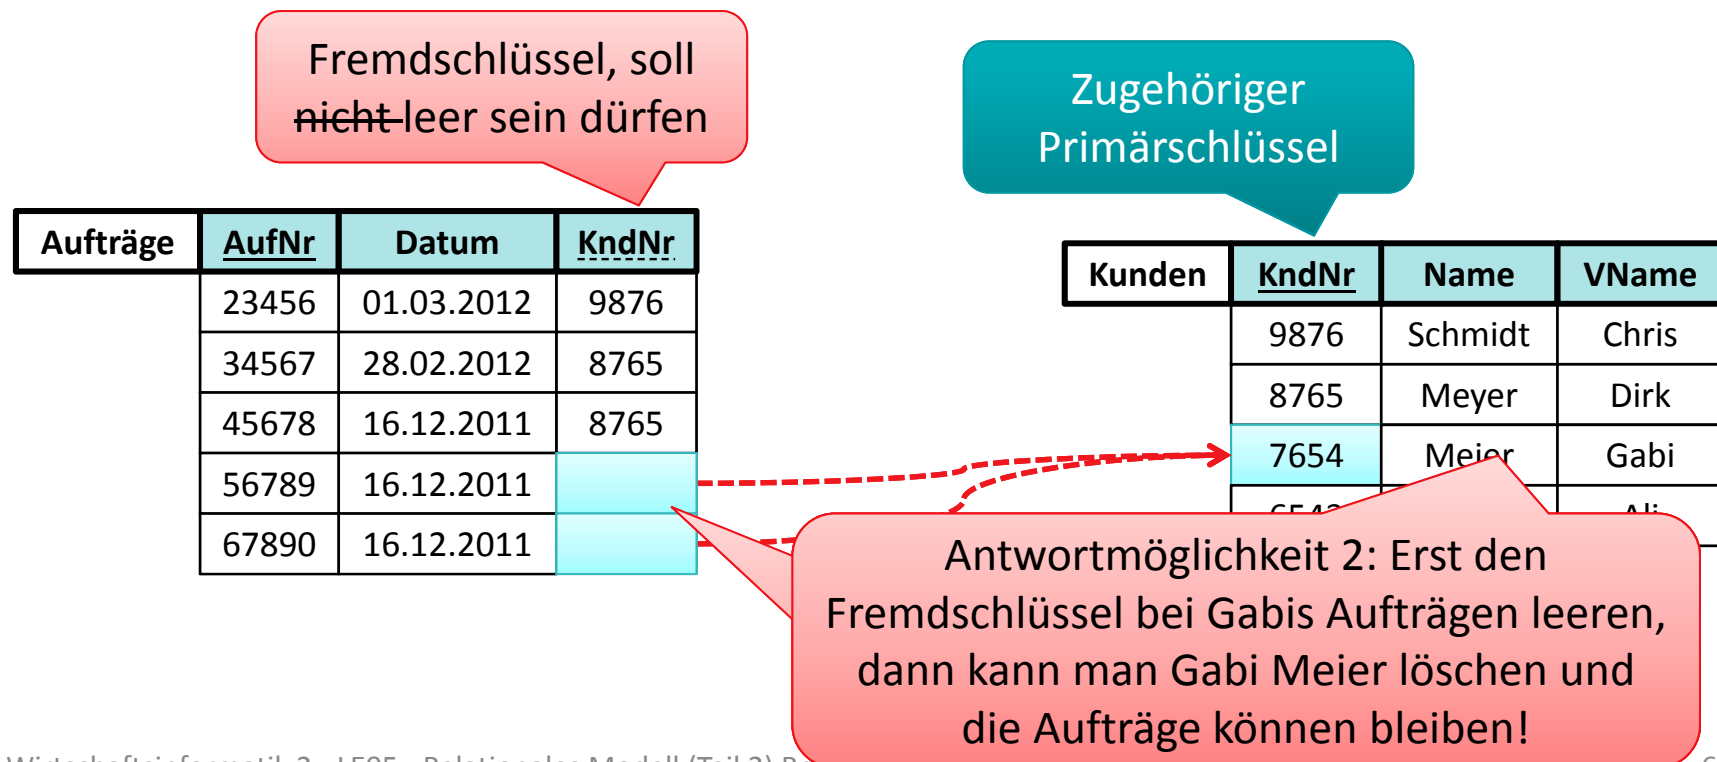 Fremdschlüssel, soll
nicht leer sein dürfen
Zugehöriger
Primärschlüssel
Aufträge AufNr Datum KndNr
23456 01.03.2012 9876
34567 28.02.2012 8765
45678 16.12.2011 8765
56789 16.12.2011
67890 16.12.2011
Kunden KndNr Name VName
9876 Schmidt Chris
8765 Meyer Dirk
7654 Meier Gabi
Antwortmöglichkeit 2: Erst den
Fremdschlüssel bei Gabis Aufträgen leeren,
dann kann man Gabi Meier löschen und
die Aufträge können bleiben!